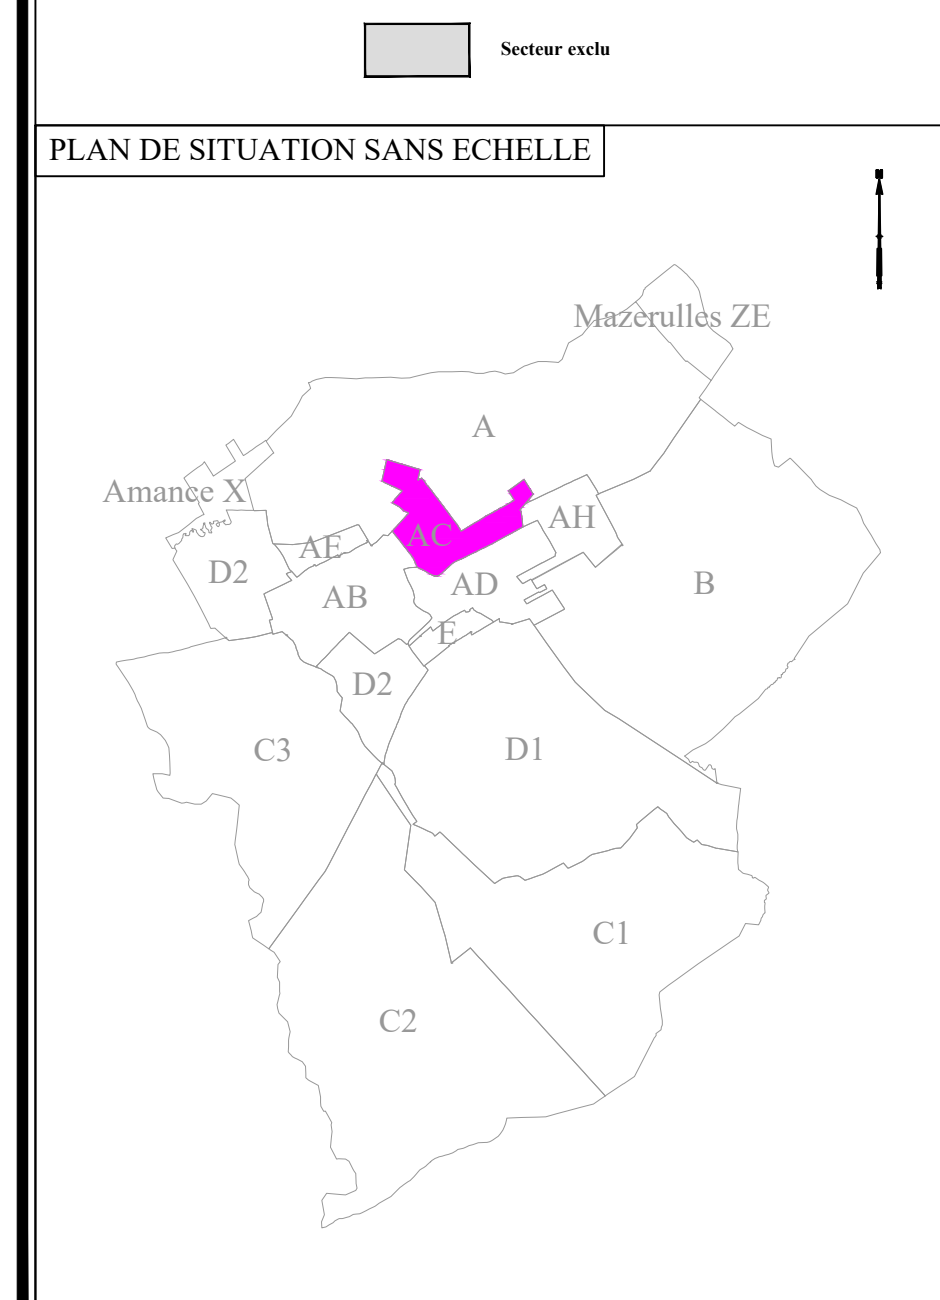 Secteur exclu
PLAN DE SITUATION SANS ECHELLE
Mazerulles ZE
A
Amance X
AH
AC
AE
D2
AD
B
AB
E
D2
C3
D1
C1
C2